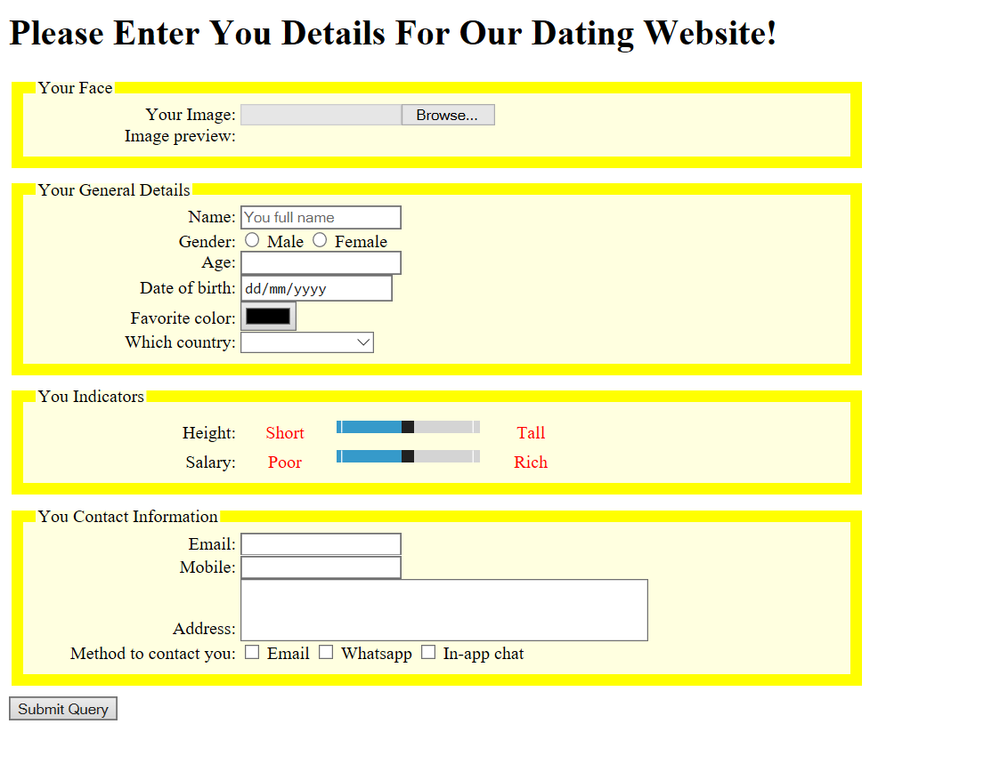 Please Enter You Details For Our Dating Website!
Your Face
Your Image: Browse...
Image preview:
Your General Details
Name: You full name
Gender: Male Female
Age:
Date of birth: dd/mm/yyyy
Favorite color:
Which country:
You Indicators
Height: Short Tall
Salary: Poor Rich
You Contact Information
Email:
Mobile:
Address:
Method to contact you: Email Whatsapp In-app chat
Submit Query